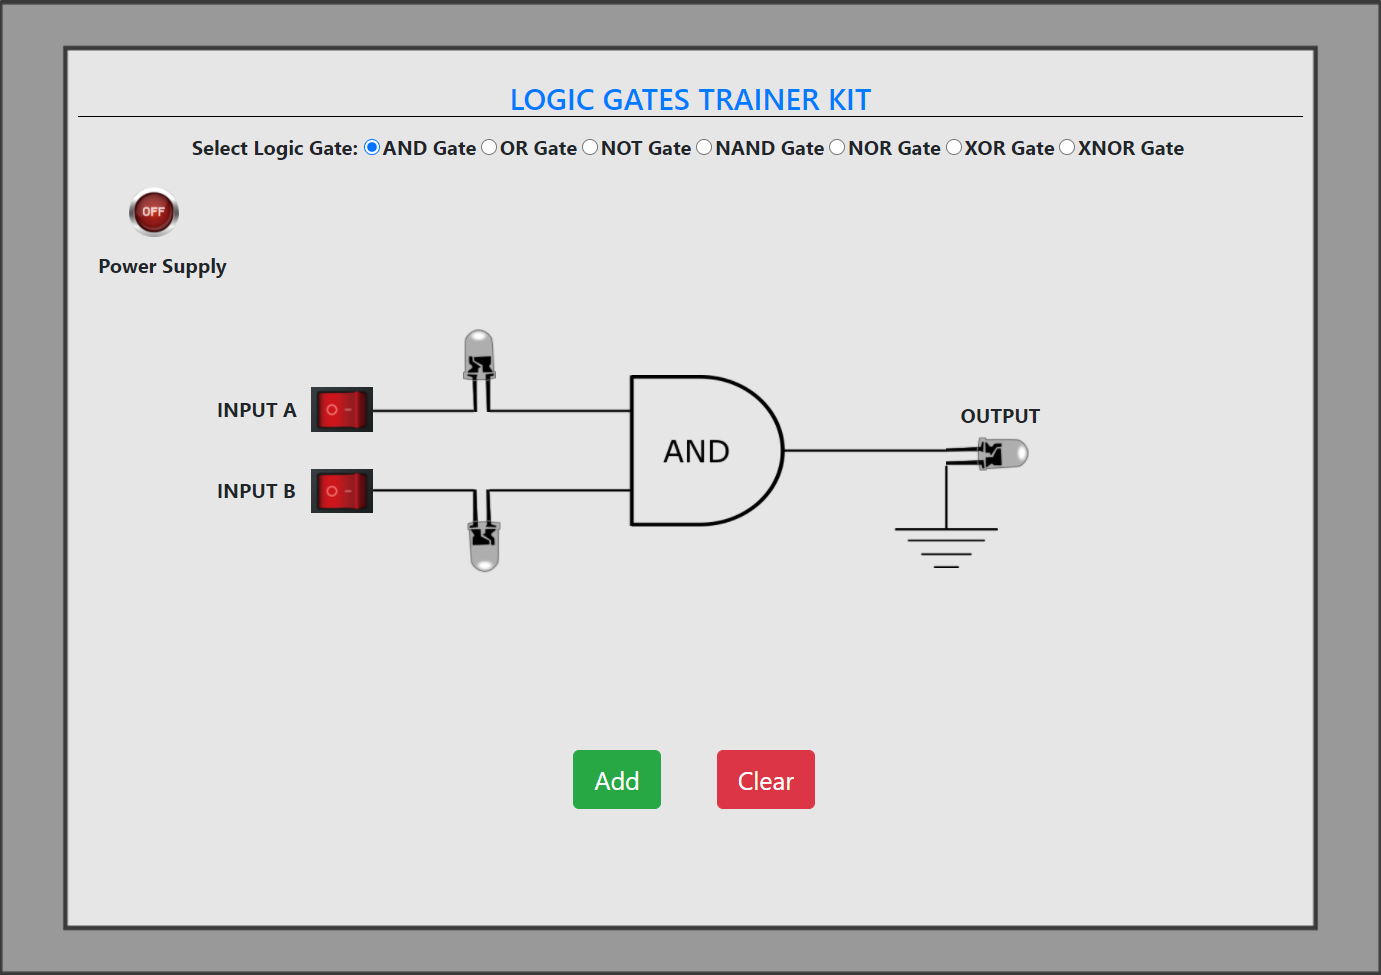 LOGIC GATES TRAINER KIT
Select Logic Gate: AND Gate OR Gate NOT Gate NAND Gate NOR Gate XOR Gate XNOR Gate
OFF
Power Supply
INPUT A
OUTPUT
AND
INPUT B
Add Clear